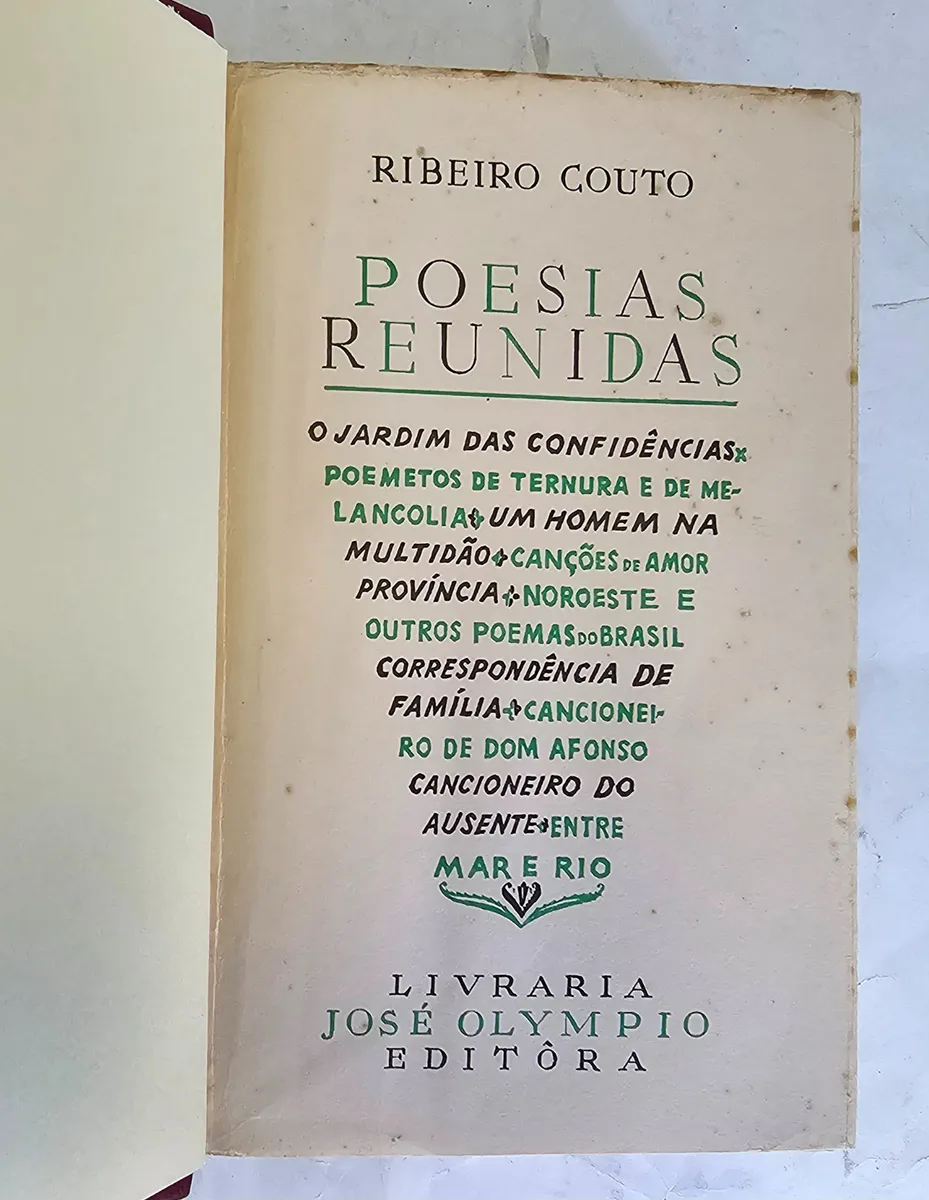 RIBEIRO COUTO
POESIAS
REUNIDAS
O JARDIM DAS CONFIDÊNCIAS
POEMETOS DE TERNURA E DE ME-
LANCOLIA UM HOMEM NA
MULTIDÃO CANÇÕES DE AMOR
PROVÍNCIA NOROESTE E
OUTROS POEMAS DO BRASIL
CORRESPONDÊNCIA DE
FAMÍLIA CANCIONEI-
RO DE DOM AFONSO
CANCIONEIRO DO
AUSENTE ENTRE
MAR E RIO
LIVRARIA
JOSÉ OLYMPIO
EDITÔRA